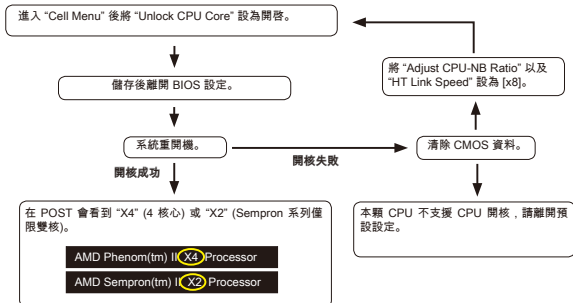 進入 “Cell Menu” 後將 “Unlock CPU Core” 設為開啓。
儲存後離開 BIOS 設定。
將 “Adjust CPU-NB Ratio” 以及
“HT Link Speed” 設為 [x8]。
系統重開機。
開核失敗
清除 CMOS 資料。
開核成功
在 POST 會看到 “X4” (4 核心) 或 “X2” (Sempron 系列僅
限雙核)。
AMD Phenom(tm) II X4 Processor
AMD Sempron(tm) II X2 Processor
本顆 CPU 不支援 CPU 開核，請離開預
設設定。